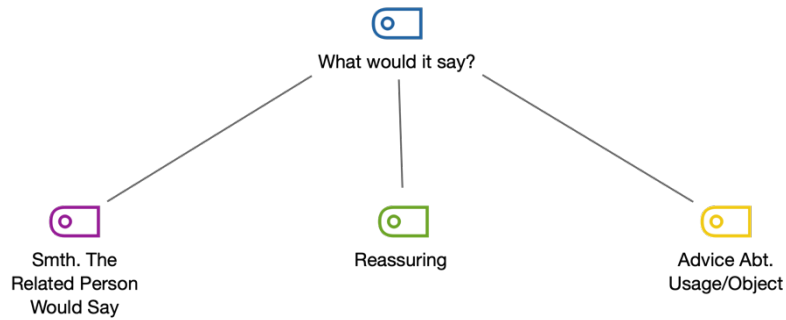 What would it say?
Smth. The
Related Person
Would Say
Reassuring
Advice Abt.
Usage/Object